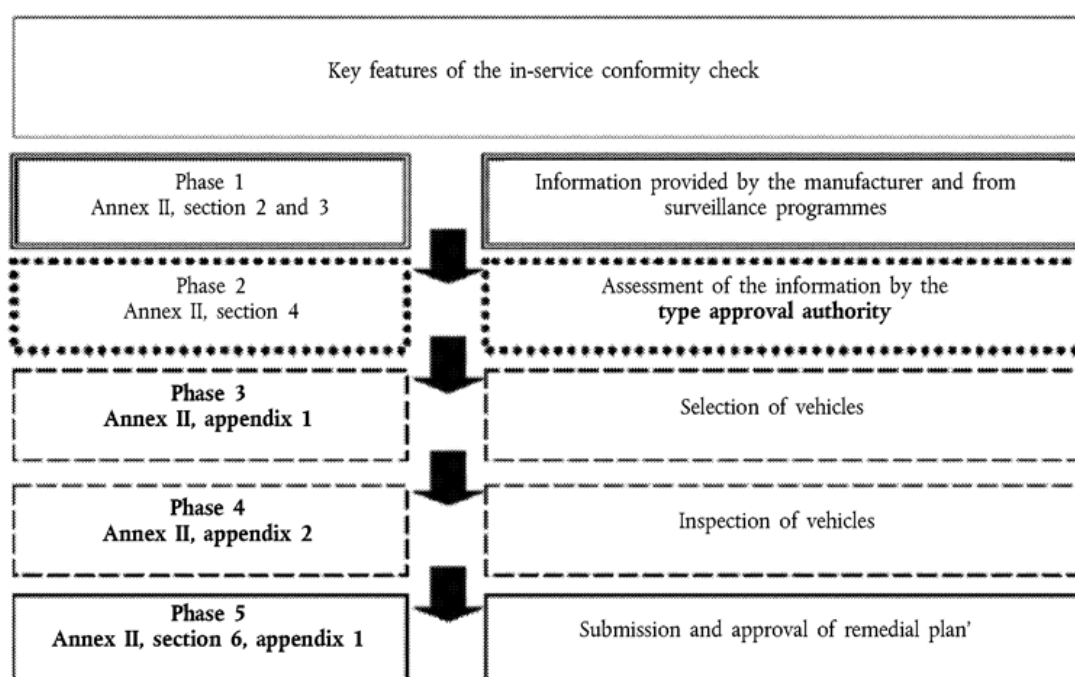 Key features of the in-service conformity check
Phase 1
Annex II, section 2 and 3
Information provided by the manufacturer and from
surveillance programmes
Phase 2
Annex II, section 4
Assessment of the information by the
type approval authority
Phase 3
Annex II, appendix 1
Selection of vehicles
Phase 4
Annex II, appendix 2
Inspection of vehicles
Phase 5
Annex II, section 6, appendix 1
Submission and approval of remedial plan’